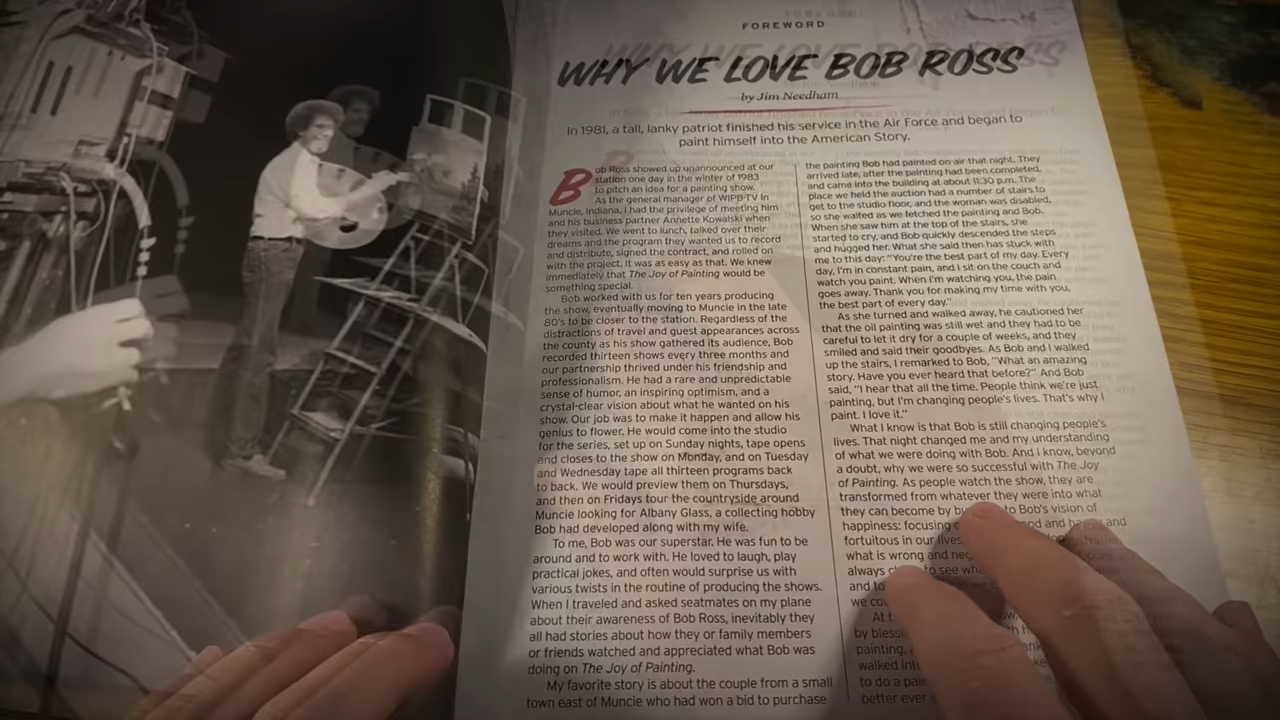 FOREWORD
WHY WE LOVE BOB ROSS
by Jim Needham
In 1981, a tall, lanky patriot finished his service in the Air Force and began to
paint himself into the American Story.
Bob Ross showed up unannounced at our
station one day in the winter of 1983
to pitch an idea for a painting show.
As the general manager of WIPB-TV in
Muncie, Indiana, I had the privilege of meeting him
and his business partner Annette Kowalski when
they visited. We went to lunch, talked over their
dreams and the program they wanted us to record
and distribute, signed the contract, and rolled on
with the project. It was as easy as that. We knew
immediately that The Joy of Painting would be
something special.
Bob worked with us for ten years producing
the show, eventually moving to Muncie in the late
80's to be closer to the station. Regardless of the
distractions of travel and guest appearances across
the county as his show gathered its audience, Bob
recorded thirteen shows every three months and
our partnership thrived under his friendship and
professionalism. He had a rare and unpredictable
sense of humor, an inspiring optimism, and a
crystal-clear vision about what he wanted on his
show. Our job was to make it happen and allow his
genius to flower. He would come into the studio
for the series, set up on Sunday nights, tape opens
and closes to the show on Monday, and on Tuesday
and Wednesday tape all thirteen programs back
to back. We would preview them on Thursdays,
and then on Fridays tour the countryside around
Muncie looking for Albany Glass, a collecting hobby
Bob had developed along with my wife.
To me, Bob was our superstar. He was fun to be
around and to work with. He loved to laugh, play
practical jokes, and often would surprise us with
various twists in the routine of producing the shows.
When I traveled and asked seatmates on my plane
about their awareness of Bob Ross, inevitably they
all had stories about how they or family members
or friends watched and appreciated what Bob was
doing on The Joy of Painting.
My favorite story is about the couple from a small
town east of Muncie who had won a bid to purchase
the painting Bob had painted on-air that night. They
arrived late, after the painting had been completed,
and came into the building at about 11:30 p.m. The
place we held the auction had a number of stairs to
get to the studio floor, and the woman was disabled,
so she waited as we fetched the painting and Bob.
When she saw him at the top of the stairs, she
started to cry, and Bob quickly descended the steps
and hugged her. What she said then has stuck with
me to this day: "You're the best part of my day. Every
day, I'm in constant pain, and I sit on the couch and
watch you paint. When I'm watching you, the pain
goes away. Thank you for making my time with you,
the best part of every day."
As she turned and walked away, he cautioned her
that the oil painting was still wet and they had to be
careful to let it dry for a couple of weeks, and they
smiled and said their goodbyes. As Bob and I walked
up the stairs, I remarked to Bob, "What an amazing
story. Have you ever heard that before?" And Bob
said, "I hear that all the time. People think we're just
painting, but I'm changing people's lives. That's why I
paint. I love it."
What I know is that Bob is still changing people's
lives. That night changed me and my understanding
of what we were doing with Bob. And I know, beyond
a doubt, why we were so successful with The Joy
of Painting. As people watch the show, they are
transformed from whatever they were into what
they can become by to Bob's vision of
happiness: focusing and happy and
fortuitous in our lives
what is wrong and
always to see
and to
we
At
by
painting,
walked
to do a
better ever